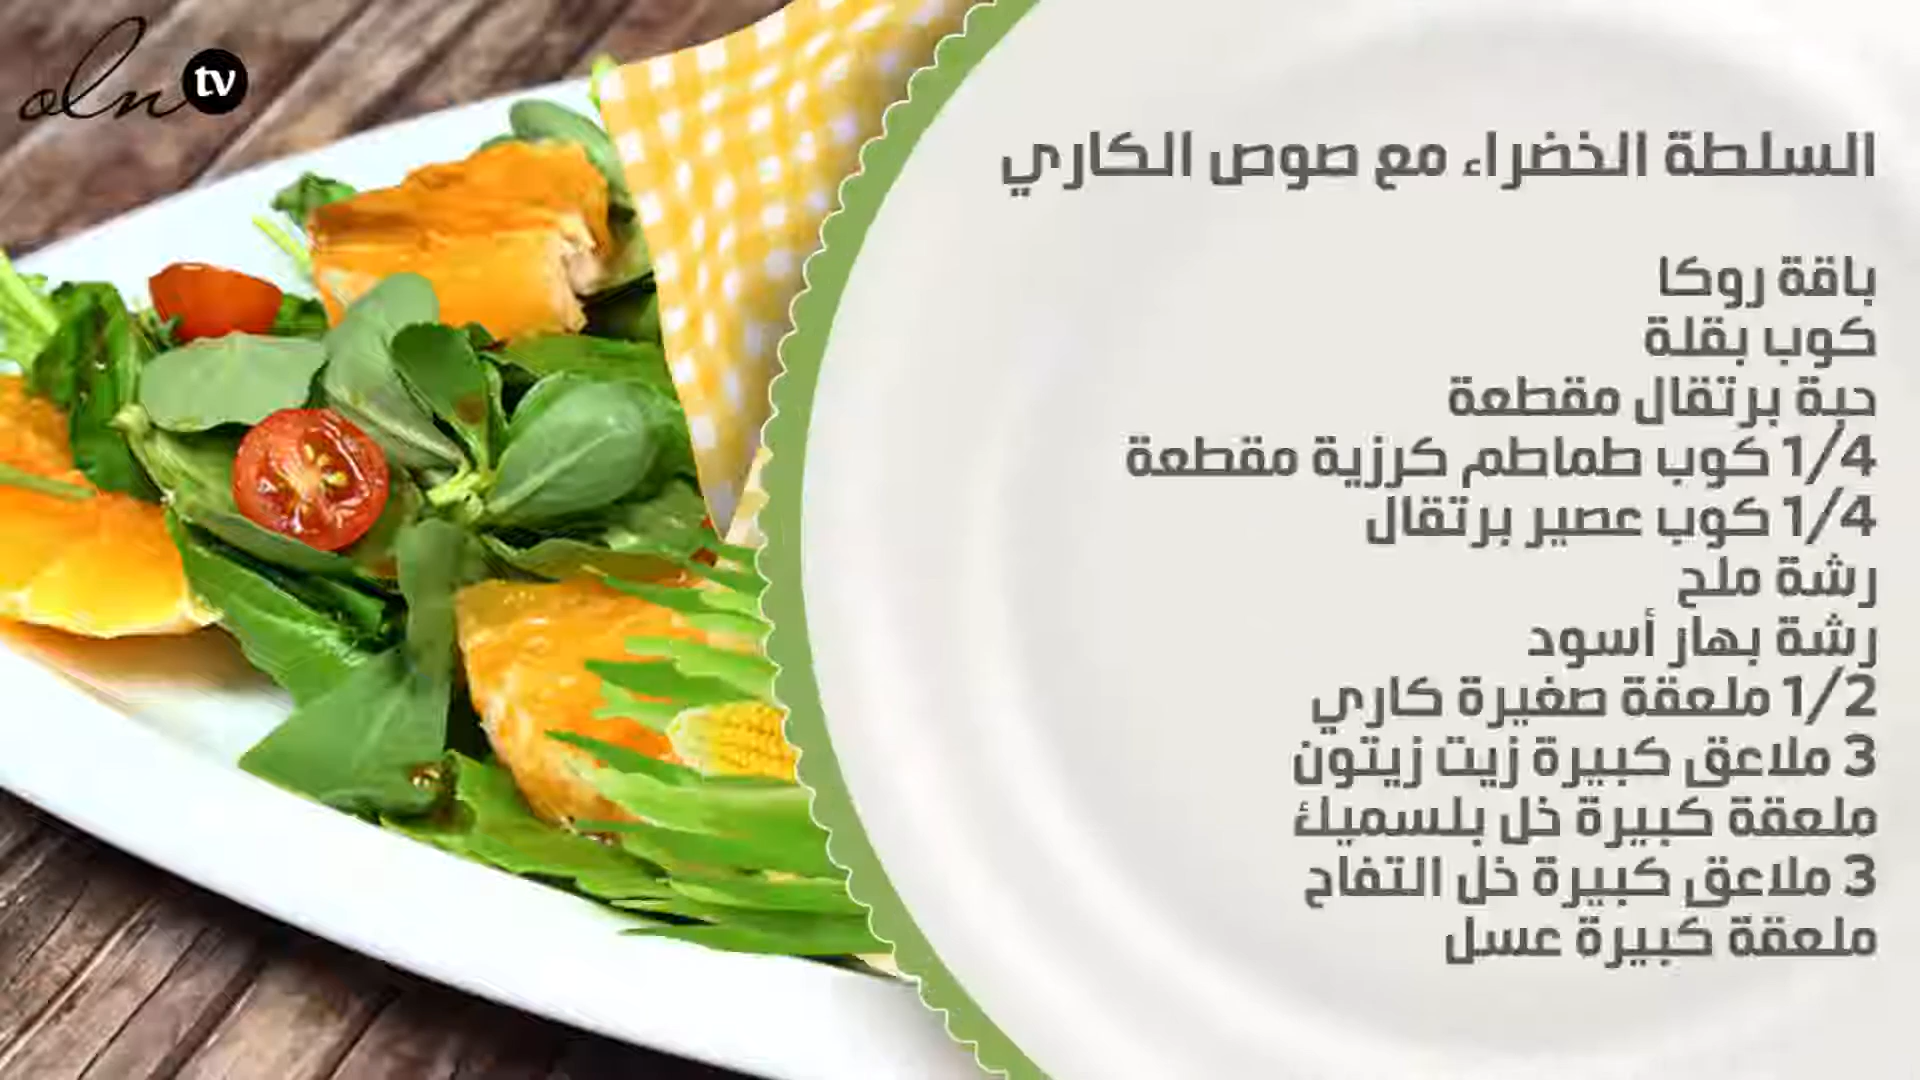 oln tv
السلطة الخضراء مع صوص الكاري
باقة روكا
كوب بقلة
حبة برتقال مقطعة
1/4 كوب طماطم كرزية مقطعة
1/4 كوب عصير برتقال
رشة ملح
رشة بهار أسود
1/2 ملعقة صغيرة كاري
3 ملاعق كبيرة زيت زيتون
ملعقة كبيرة خل بلسميك
3 ملاعق كبيرة خل التفاح
ملعقة كبيرة عسل